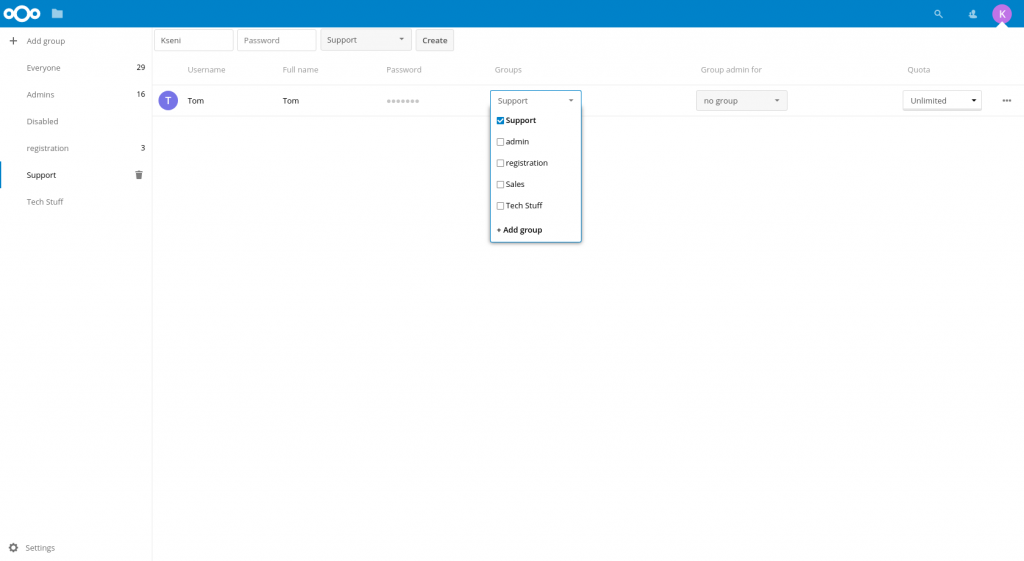 K
Kseni Password Support Create
+ Add group
Everyone 29
Admins 16
Disabled
registration 3
Support
Tech Stuff
Username Full name Password Groups Group admin for Quota
T Tom Tom ●●●●●●● Support no group Unlimited •••
Support
admin
registration
Sales
Tech Stuff
+ Add group
Settings